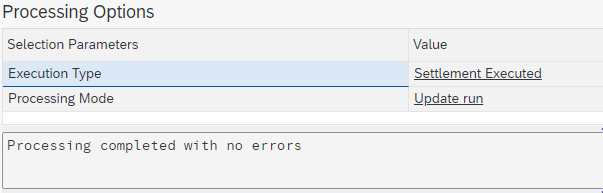 Processing Options
Selection Parameters Value
Execution Type Settlement Executed
Processing Mode Update run
Processing completed with no errors